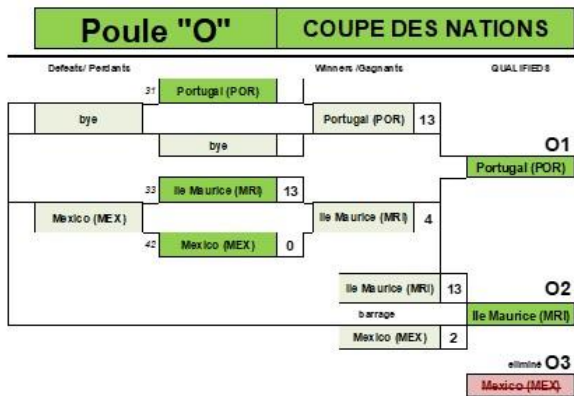 Poule "O" COUPE DES NATIONS
Defeats/ Perdants Winners /Gagnants QUALIFIEDS
31 Portugal (POR)
bye Portugal (POR) 13
bye O1
Portugal (POR)
33 Ile Maurice (MRI) 13
Mexico (MEX) Ile Maurice (MRI) 4
42 Mexico (MEX) 0
Ile Maurice (MRI) 13 O2
barrage Ile Maurice (MRI)
Mexico (MEX) 2
eliminé O3
Mexico (MEX)